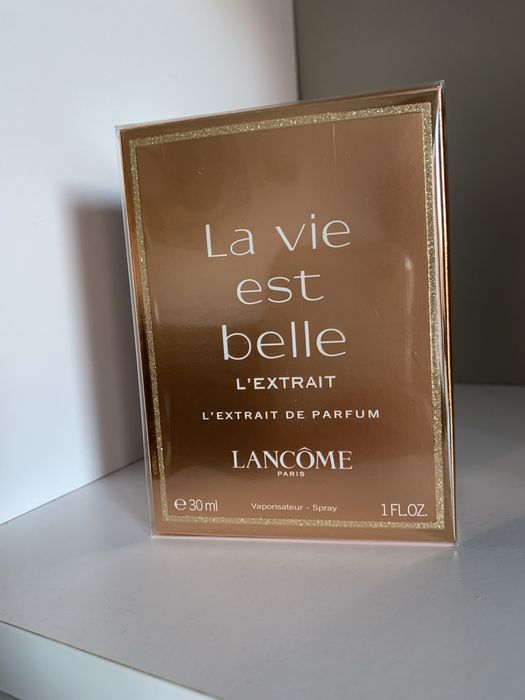 La vie
est
belle
L'EXTRAIT
L'EXTRAIT DE PARFUM
LANCÔME
PARIS
℮30 ml Vaporisateur - Spray 1 FL.OZ.